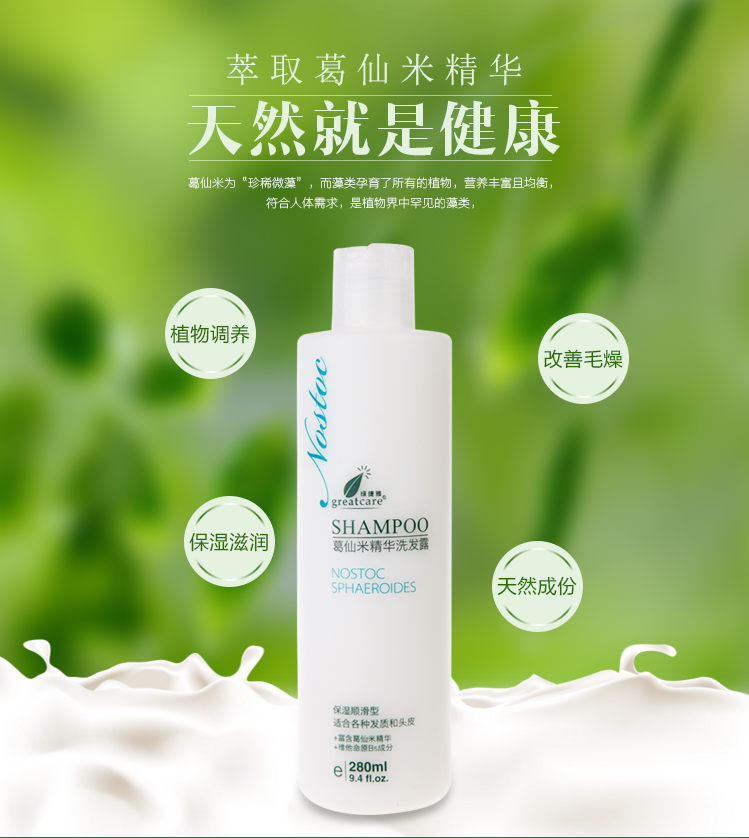 萃取葛仙米精华
天然就是健康
葛仙米为“珍稀微藻”，而藻类孕育了所有的植物，营养丰富且均衡，
符合人体需求，是植物界中罕见的藻类，
植物调养
改善毛燥
保湿滋润
天然成份
Nostoc
绿捷雅
greatcare®
SHAMPOO
葛仙米精华洗发露
NOSTOC
SPHAEROIDES
保湿顺滑型
适合各种发质和头皮
+富含葛仙米精华
+维他命原B5成分
e 280ml
9.4 fl.oz.